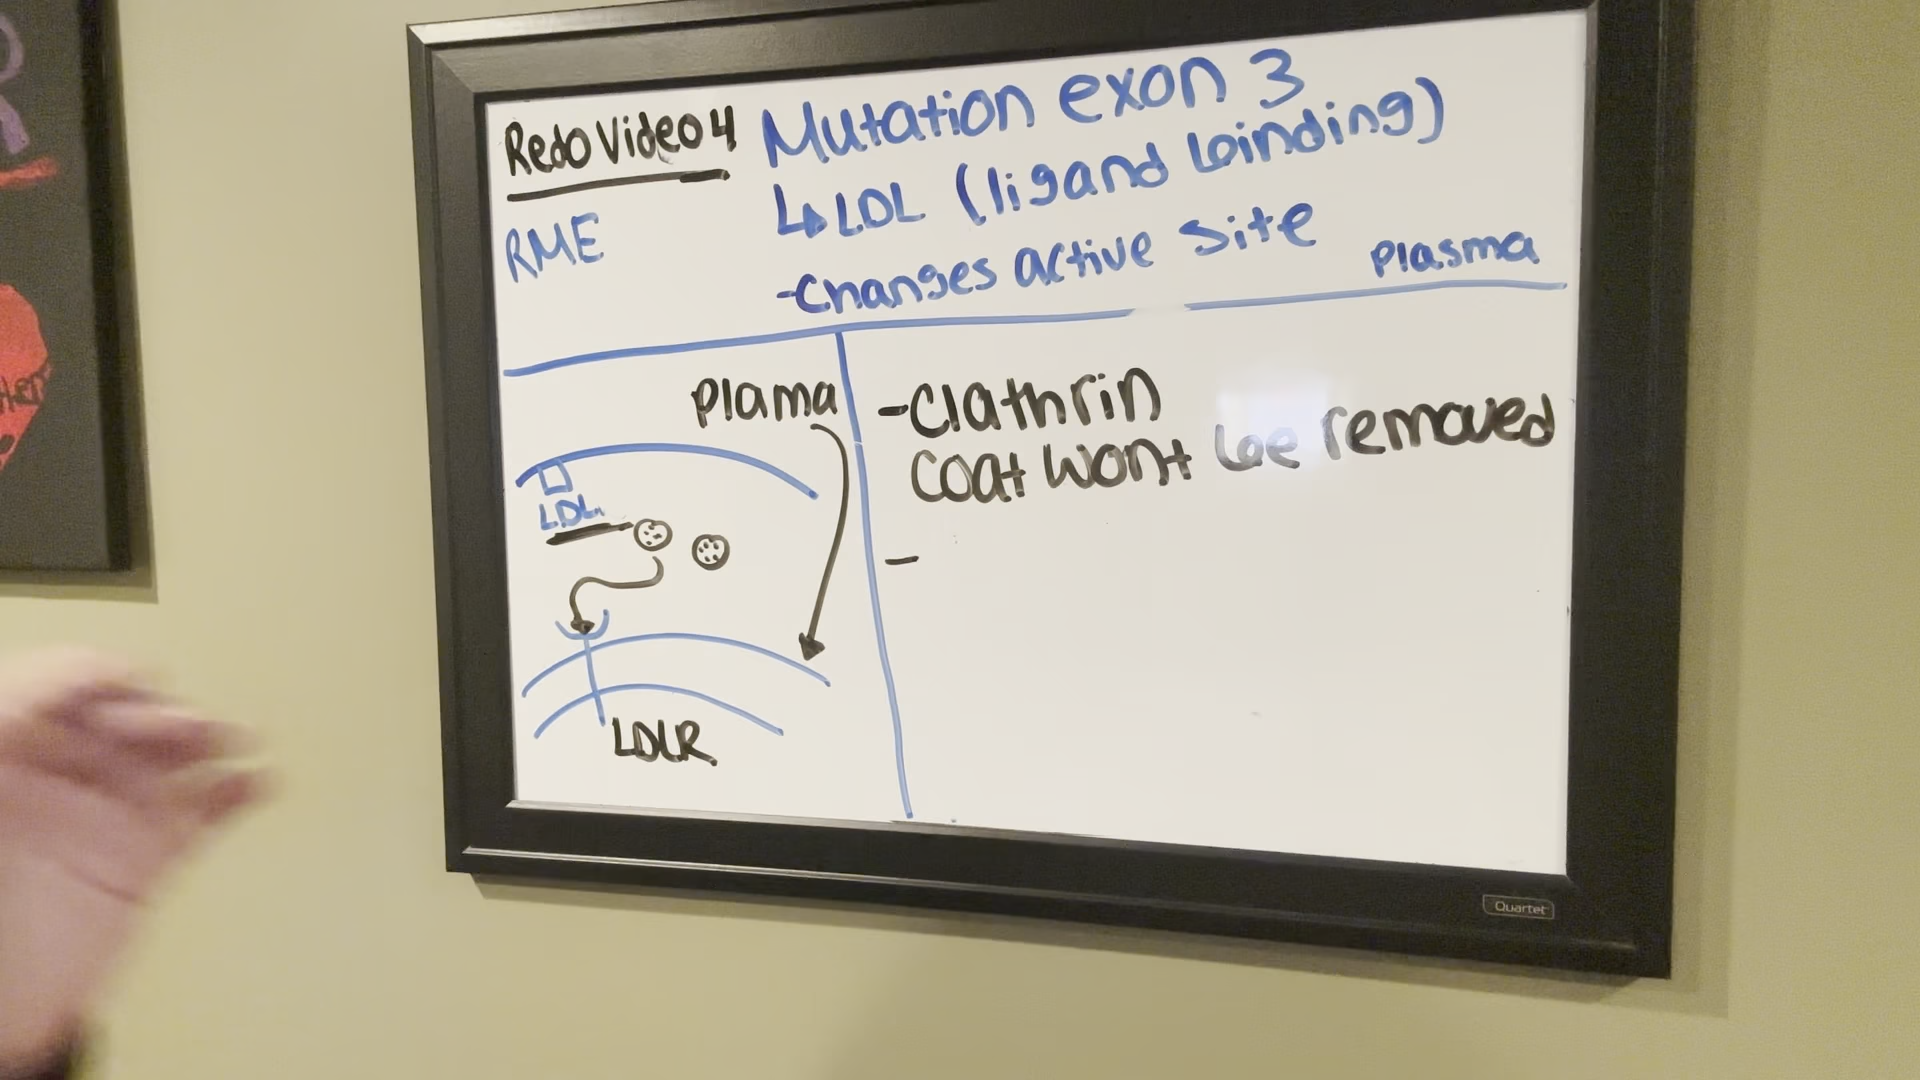 Redo Video 4
Mutation exon 3
↳ LDL (ligand binding)
RME
-Changes active site
Plasma
Plama
-Clathrin
coat wont be removed
LDL
-
LDLR
Quartet